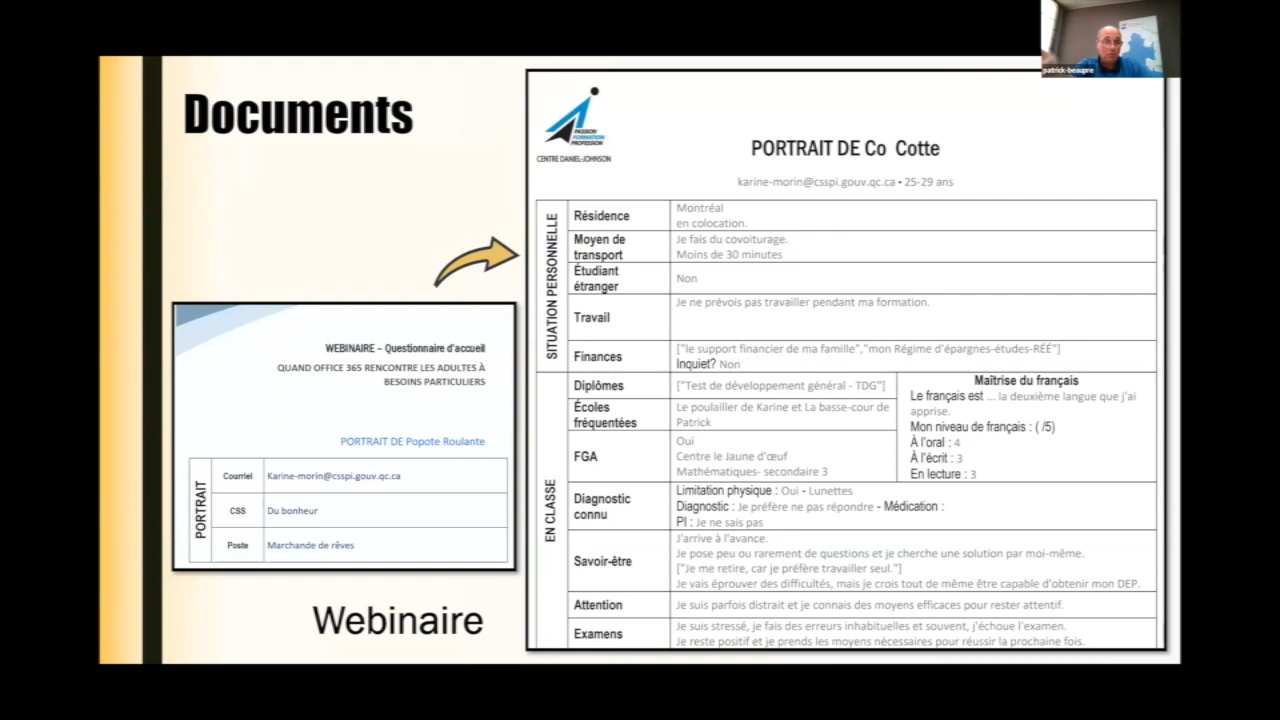 patrick-beaupre
Documents
WEBINAIRE – Questionnaire d'accueil
QUAND OFFICE 365 RENCONTRE LES ADULTES À
BESOINS PARTICULIERS
PORTRAIT DE Popote Roulante
PORTRAIT
Courriel Karine-morin@csspi.gouv.qc.ca
CSS Du bonheur
Poste Marchande de rêves
Webinaire
PASSION
FORMATION
PROFESSION
CENTRE DANIEL-JOHNSON
PORTRAIT DE Co Cotte
karine-morin@csspi.gouv.qc.ca - 25-29 ans
SITUATION PERSONNELLE
Résidence Montréal
en colocation.
Moyen de Je fais du covoiturage.
transport Moins de 30 minutes
Étudiant
étranger
Non
Je ne prévois pas travailler pendant ma formation.
Travail
Finances ["le support financier de ma famille","mon Régime d'épargnes-études-RÉÉ"]
Inquiet? Non
EN CLASSE
Diplômes ["Test de développement général - TDG"]
Écoles Le poulailler de Karine et La basse-cour de
fréquentées Patrick
FGA
Oui
Centre le Jaune d'œuf
Mathématiques- secondaire 3
Maîtrise du français
Le français est ... la deuxième langue que j'ai
apprise.
Mon niveau de français : ( /5)
À l'oral : 4
À l'écrit : 3
En lecture : 3
Diagnostic
connu
Limitation physique : Oui - Lunettes
Diagnostic : Je préfère ne pas répondre - Médication :
PI : Je ne sais pas
Savoir-être
J'arrive à l'avance.
Je pose peu ou rarement de questions et je cherche une solution par moi-même.
["Je me retire, car je préfère travailler seul."]
Je vais éprouver des difficultés, mais je crois tout de même être capable d'obtenir mon DEP.
Attention Je suis parfois distrait et je connais des moyens efficaces pour rester attentif.
Examens Je suis stressé, je fais des erreurs inhabituelles et souvent, j'échoue l'examen.
Je reste positif et je prends les moyens nécessaires pour réussir la prochaine fois.